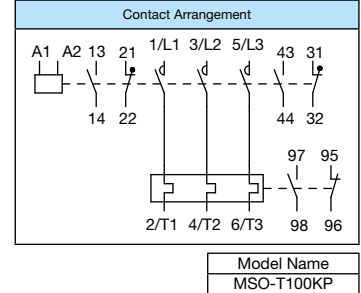 Contact Arrangement
A1 A2 13 21 1/L1 3/L2 5/L3 43 31
14 22 44 32
97 95
2/T1 4/T2 6/T3 98 96
Model Name
MSO-T100KP